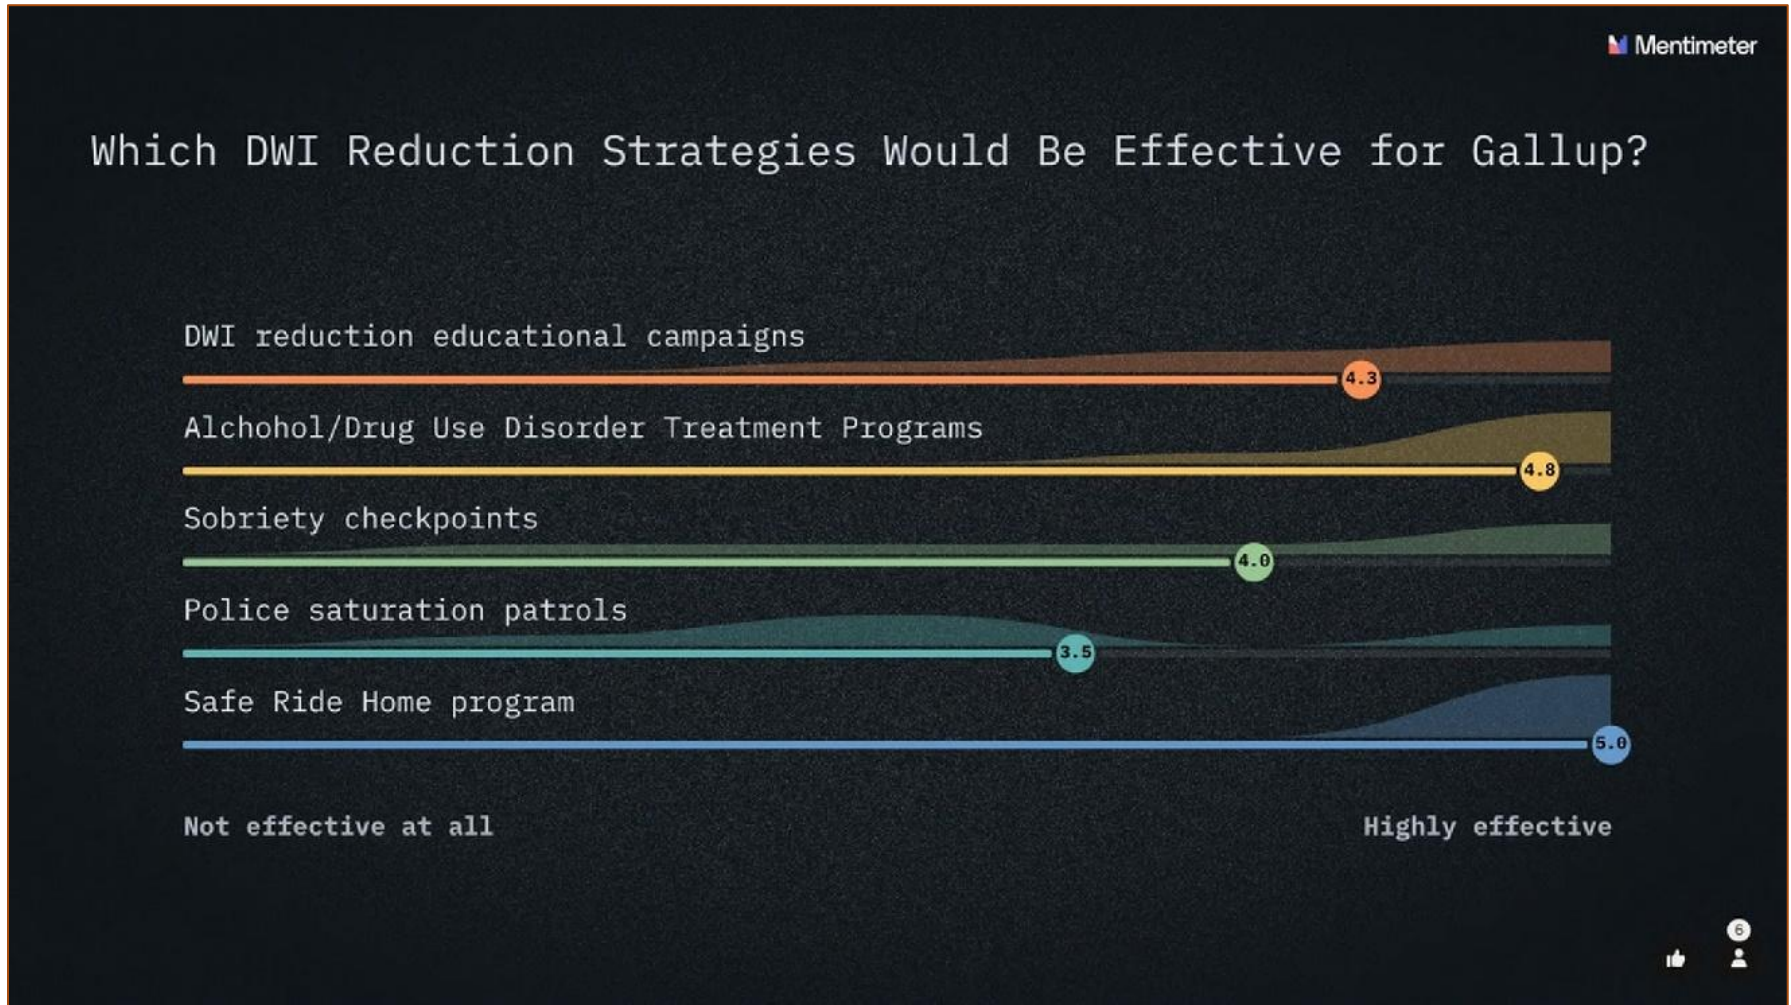 Mentimeter
Which DWI Reduction Strategies Would Be Effective for Gallup?
DWI reduction educational campaigns
4.3
Alchohol/Drug Use Disorder Treatment Programs
4.8
Sobriety checkpoints
4.0
Police saturation patrols
3.5
Safe Ride Home program
5.0
Not effective at all
Highly effective
6